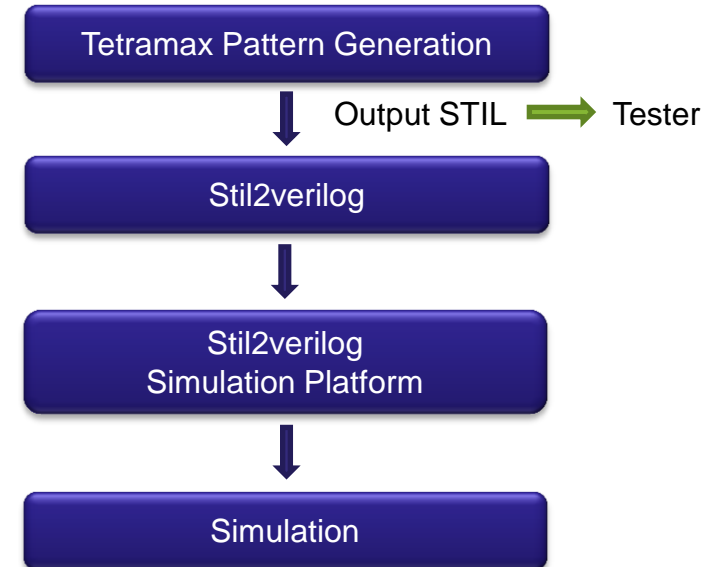 Tetramax Pattern Generation
Output STIL Tester
Stil2verilog
Stil2verilog
Simulation Platform
Simulation